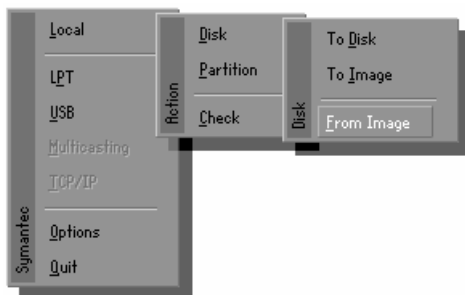 Local
LPT
USB
Multicasting
TCP/IP
Options
Quit
Symantec
Disk
Partition
Check
Action
To Disk
To Image
From Image
Disk